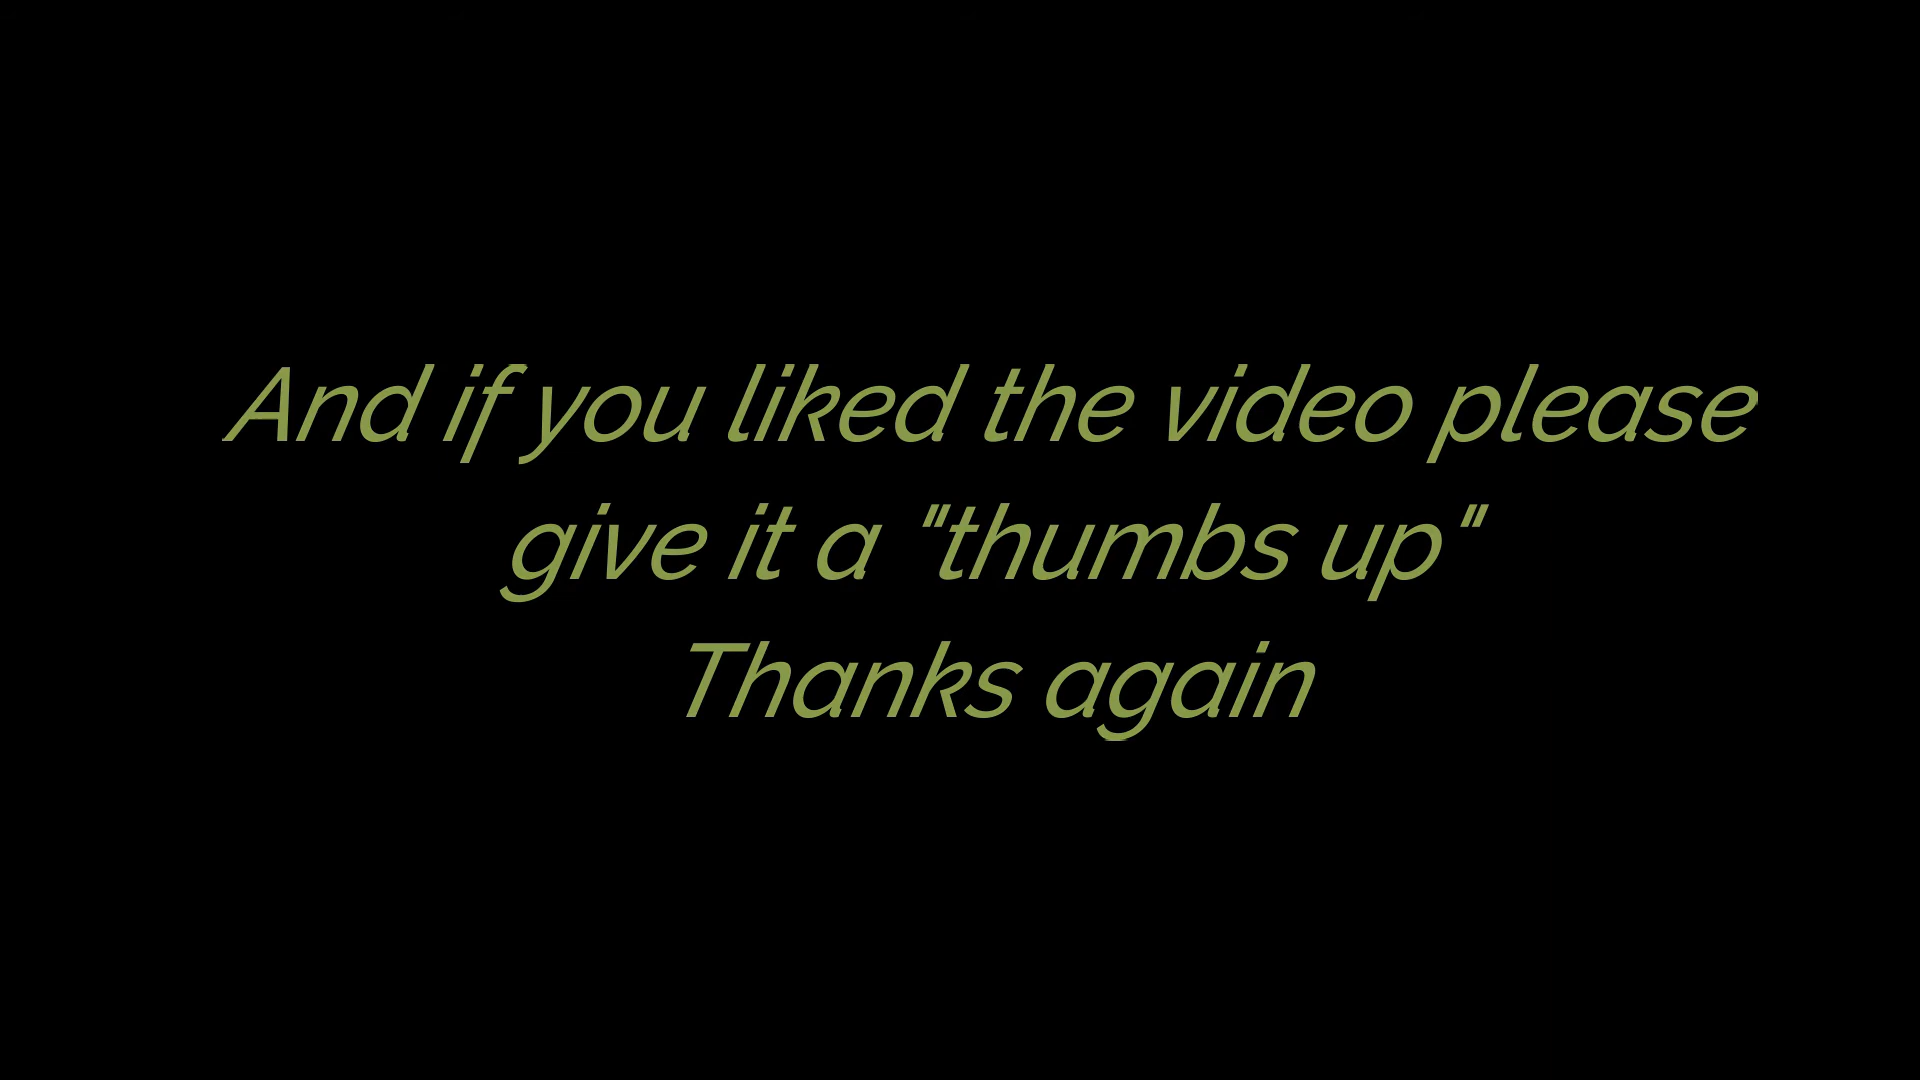 And if you liked the video please
give it a "thumbs up"
Thanks again